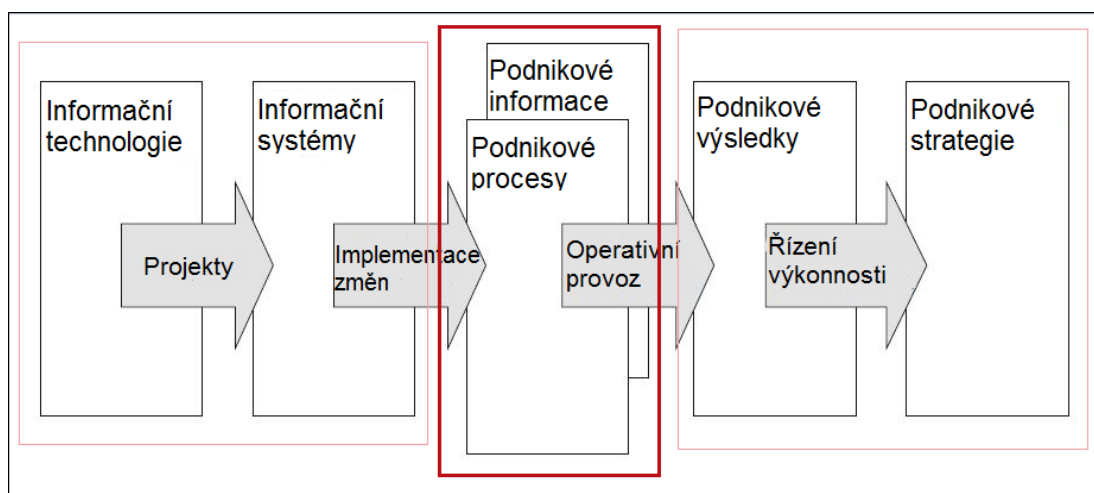 Informační
technologie
Projekty
Informační
systémy
Implementace
změn
Podnikové
informace
Podnikové
procesy
Operativní
provoz
Podnikové
výsledky
Řízení
výkonnosti
Podnikové
strategie